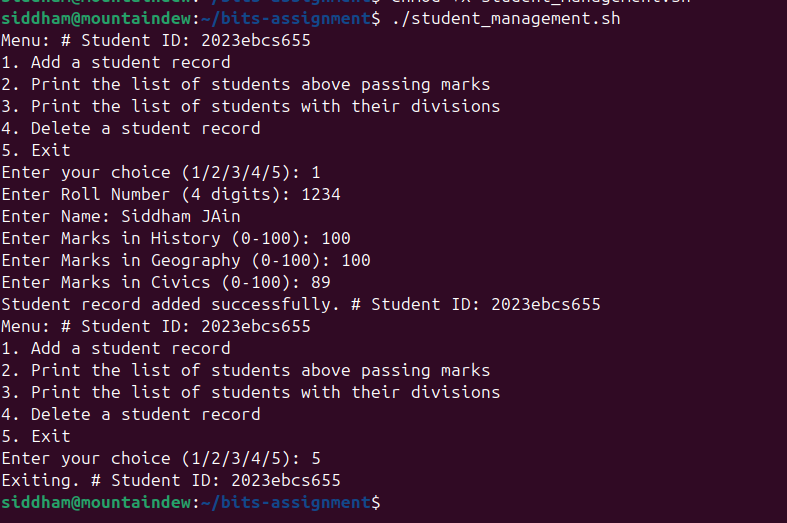 siddham@mountaindew:~/bits-assignment$ chmod +x student_management.sh
siddham@mountaindew:~/bits-assignment$ ./student_management.sh
Menu: # Student ID: 2023ebcs655
1. Add a student record
2. Print the list of students above passing marks
3. Print the list of students with their divisions
4. Delete a student record
5. Exit
Enter your choice (1/2/3/4/5): 1
Enter Roll Number (4 digits): 1234
Enter Name: Siddham JAin
Enter Marks in History (0-100): 100
Enter Marks in Geography (0-100): 100
Enter Marks in Civics (0-100): 89
Student record added successfully. # Student ID: 2023ebcs655
Menu: # Student ID: 2023ebcs655
1. Add a student record
2. Print the list of students above passing marks
3. Print the list of students with their divisions
4. Delete a student record
5. Exit
Enter your choice (1/2/3/4/5): 5
Exiting. # Student ID: 2023ebcs655
siddham@mountaindew:~/bits-assignment$